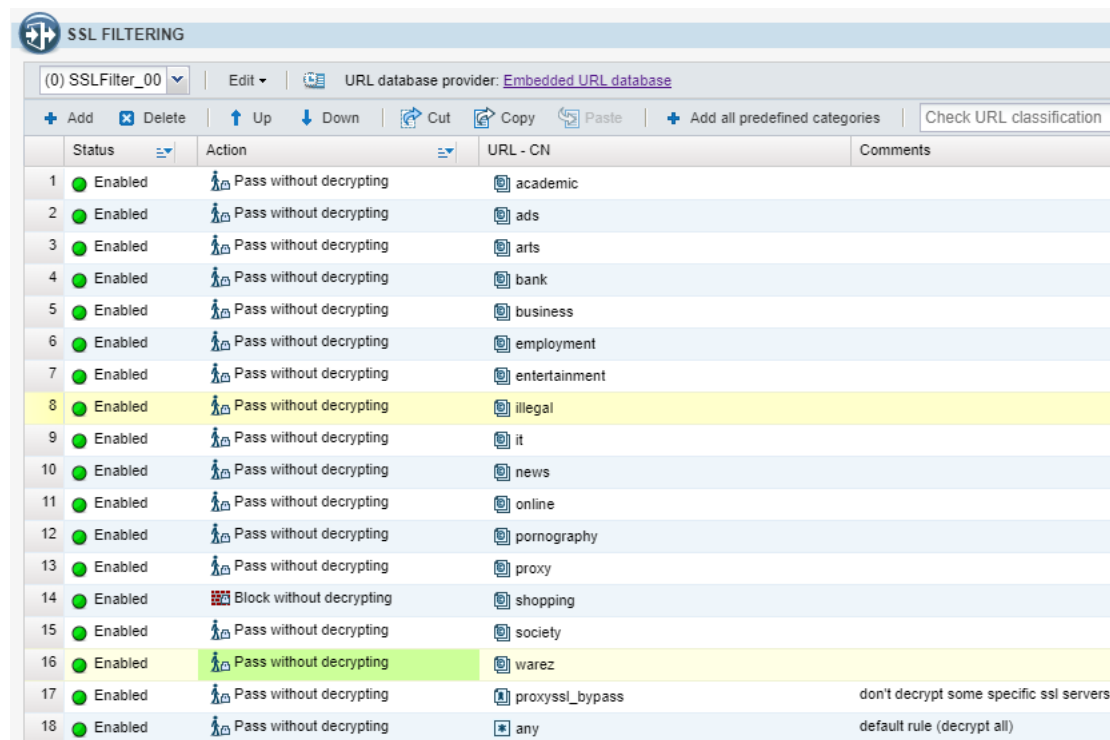 SSL FILTERING
(0) SSLFilter_00 Edit URL database provider: Embedded URL database
Add Delete Up Down Cut Copy Paste Add all predefined categories Check URL classification
Status Action URL - CN Comments
1 Enabled Pass without decrypting academic
2 Enabled Pass without decrypting ads
3 Enabled Pass without decrypting arts
4 Enabled Pass without decrypting bank
5 Enabled Pass without decrypting business
6 Enabled Pass without decrypting employment
7 Enabled Pass without decrypting entertainment
8 Enabled Pass without decrypting illegal
9 Enabled Pass without decrypting it
10 Enabled Pass without decrypting news
11 Enabled Pass without decrypting online
12 Enabled Pass without decrypting pornography
13 Enabled Pass without decrypting proxy
14 Enabled Block without decrypting shopping
15 Enabled Pass without decrypting society
16 Enabled Pass without decrypting warez
17 Enabled Pass without decrypting proxyssl_bypass don't decrypt some specific ssl servers
18 Enabled Pass without decrypting any default rule (decrypt all)